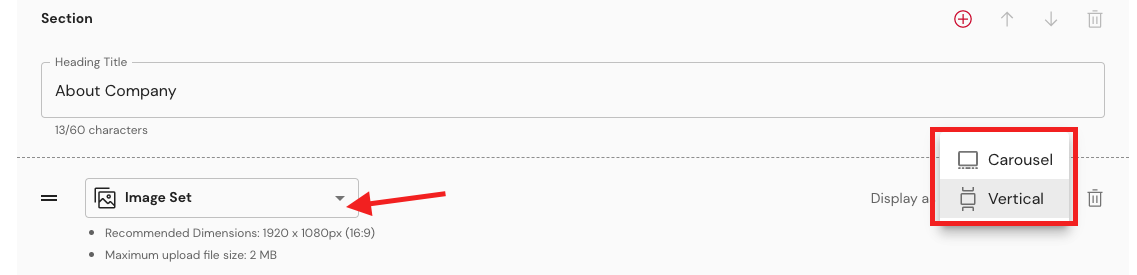 Section
Heading Title
About Company
13/60 characters
Carousel
Image Set
Display a
Vertical
Recommended Dimensions: 1920 x 1080px (16:9)
Maximum upload file size: 2 MB